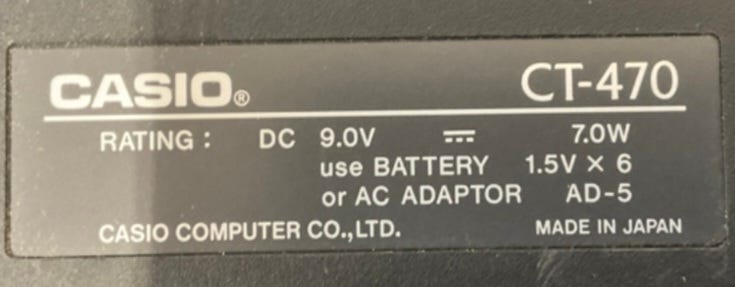 CASIO® CT-470
RATING : DC 9.0V ⎓ 7.0W
use BATTERY 1.5V × 6
or AC ADAPTOR AD-5
CASIO COMPUTER CO.,LTD. MADE IN JAPAN